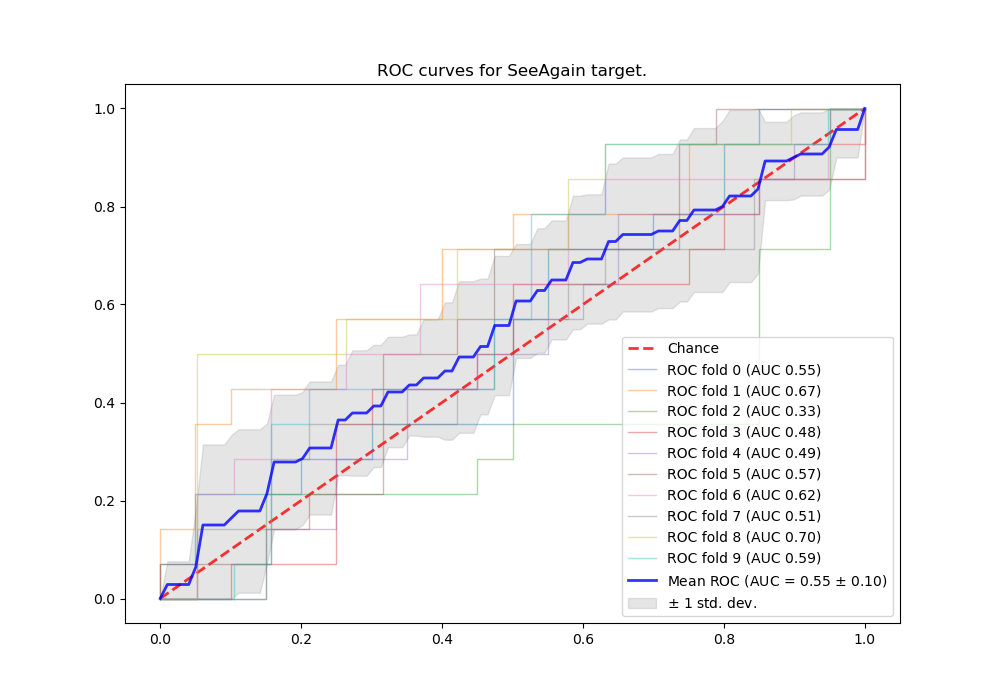 ROC curves for SeeAgain target.
1.0
0.8
0.6
0.4
0.2
0.0
0.0
0.2
0.4
0.6
0.8
1.0
Chance
ROC fold 0 (AUC 0.55)
ROC fold 1 (AUC 0.67)
ROC fold 2 (AUC 0.33)
ROC fold 3 (AUC 0.48)
ROC fold 4 (AUC 0.49)
ROC fold 5 (AUC 0.57)
ROC fold 6 (AUC 0.62)
ROC fold 7 (AUC 0.51)
ROC fold 8 (AUC 0.70)
ROC fold 9 (AUC 0.59)
Mean ROC (AUC = 0.55 ± 0.10)
± 1 std. dev.